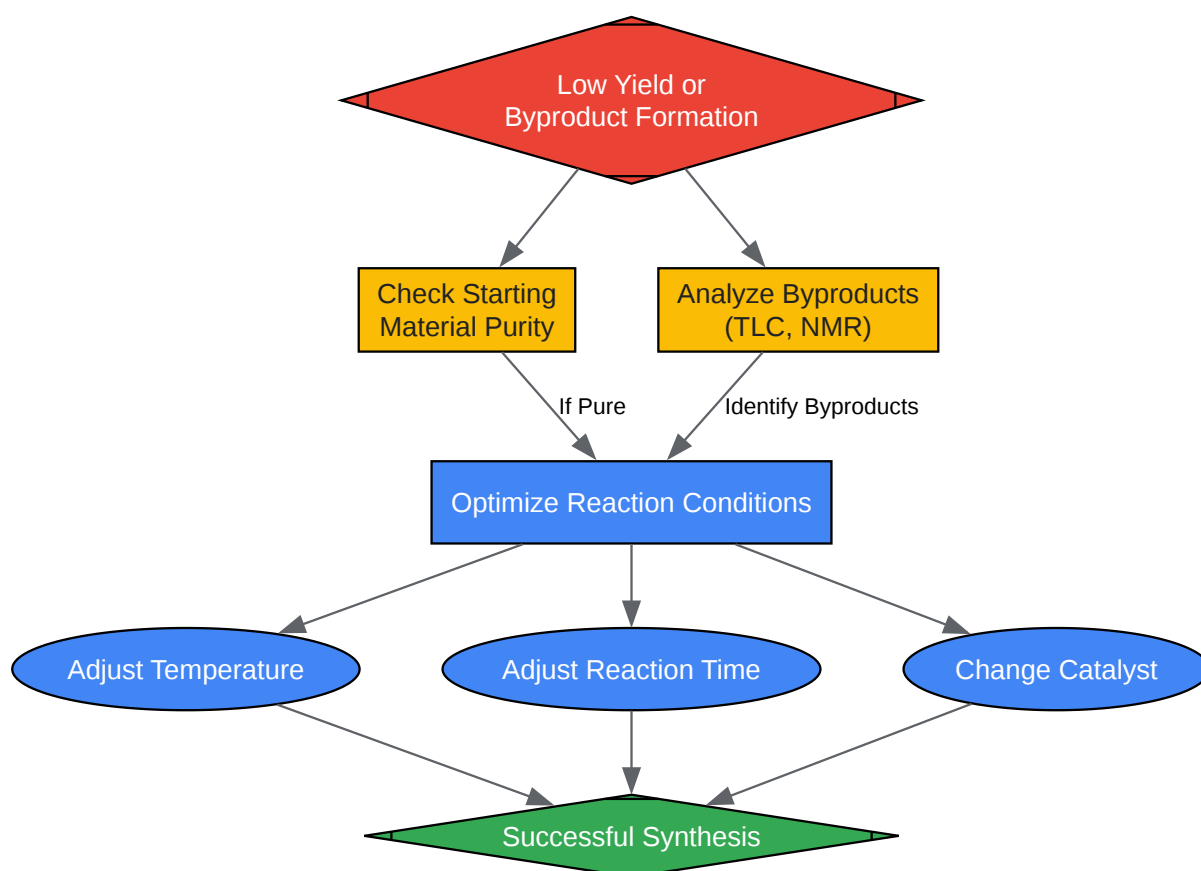 Low Yield or
Byproduct Formation
Check Starting
Material Purity
Analyze Byproducts
(TLC, NMR)
If Pure
Identify Byproducts
Optimize Reaction Conditions
Adjust Temperature
Adjust Reaction Time
Change Catalyst
Successful Synthesis